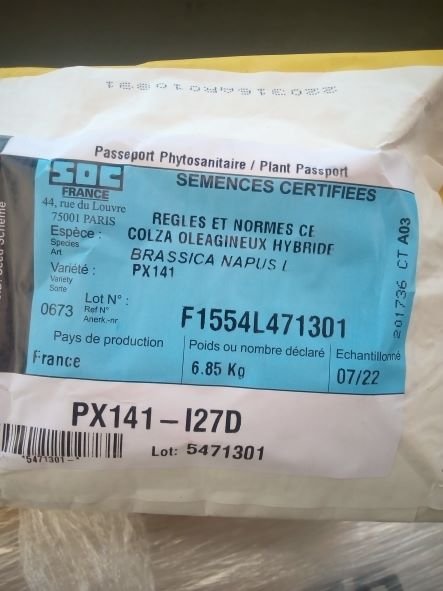 Passeport Phytosanitaire / Plant Passport
SOC
FRANCE
SEMENCES CERTIFIEES
44, rue du Louvre
75001 PARIS
REGLES ET NORMES CE
Espèce : COLZA OLEAGINEUX HYBRIDE
Species
Art
BRASSICA NAPUS L
Variété : PX141
Variety
Sorte
Lot N° :
0673 Ref N°
Anerk.-nr
F1554L471301
Pays de production
France
Poids ou nombre déclaré
6.85 Kg
Echantillonné
07/22
201736 CT A03
PX141-I27D
Lot: 5471301
*5471301-*